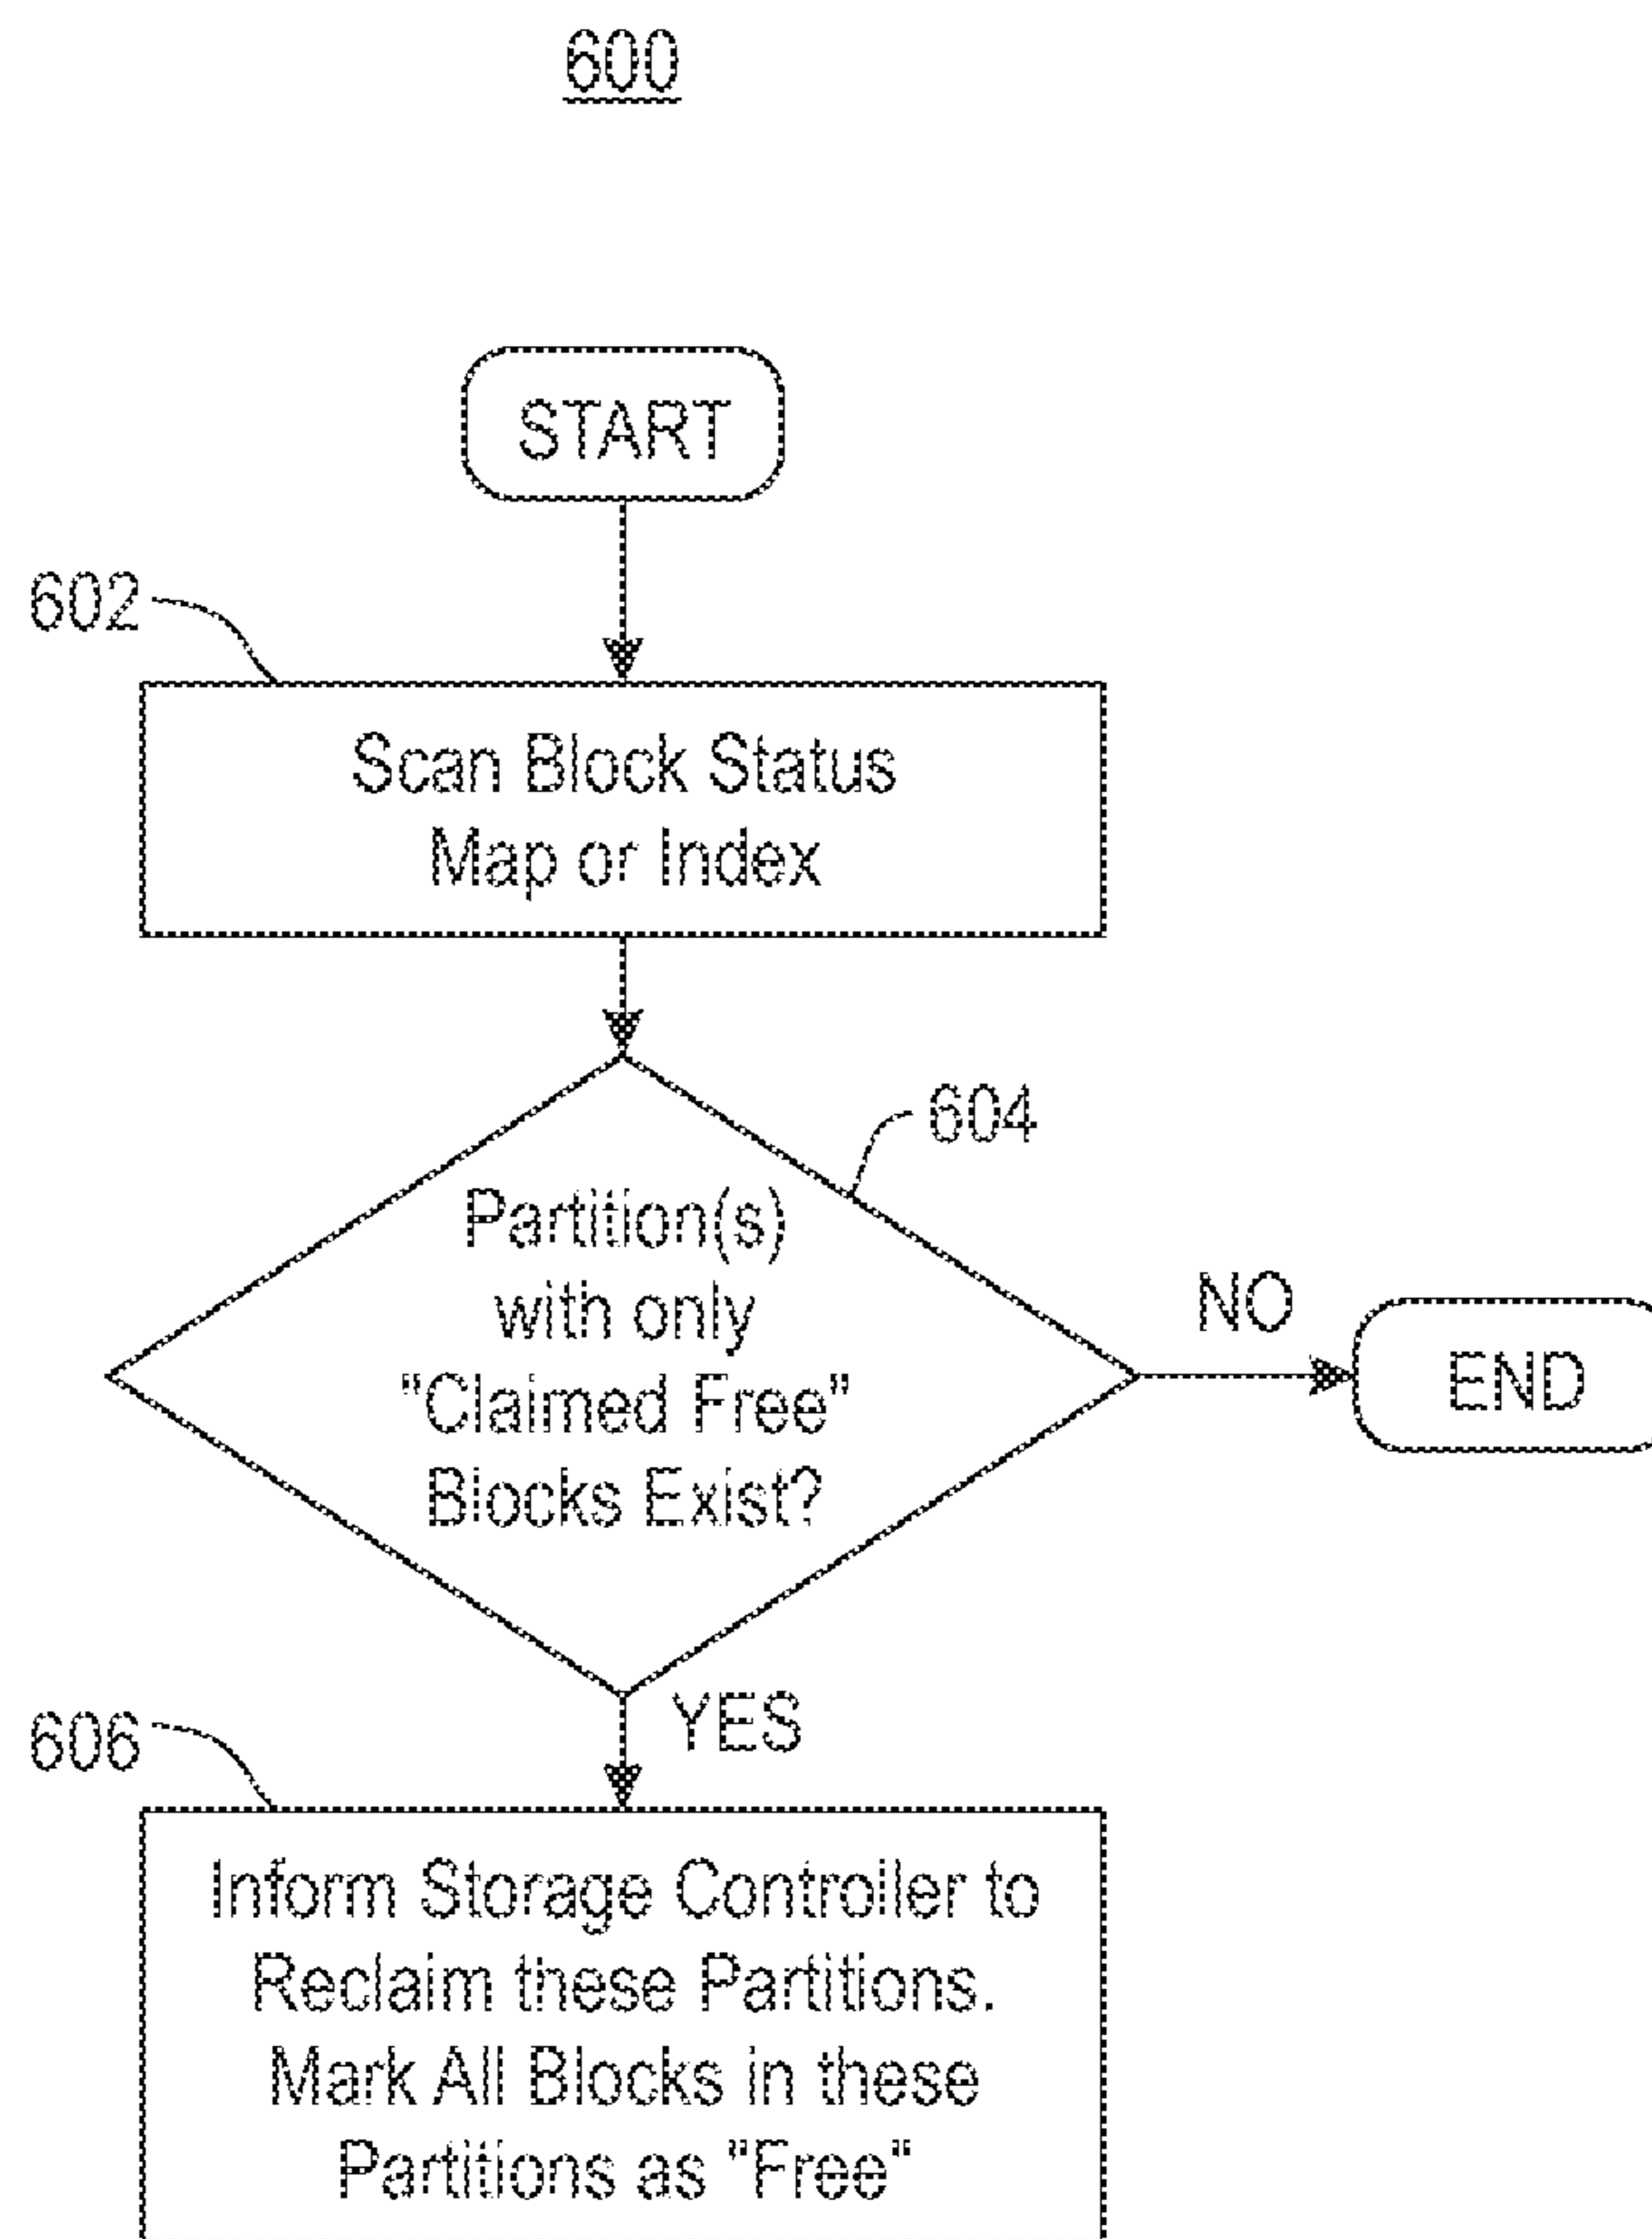 600
START
602
Scan Block Status
Map or Index
604
Partition(s)
with only
"Claimed Free"
Blocks Exist?
NO
END
YES
606
Inform Storage Controller to
Reclaim these Partitions.
Mark All Blocks in these
Partitions as "Free"